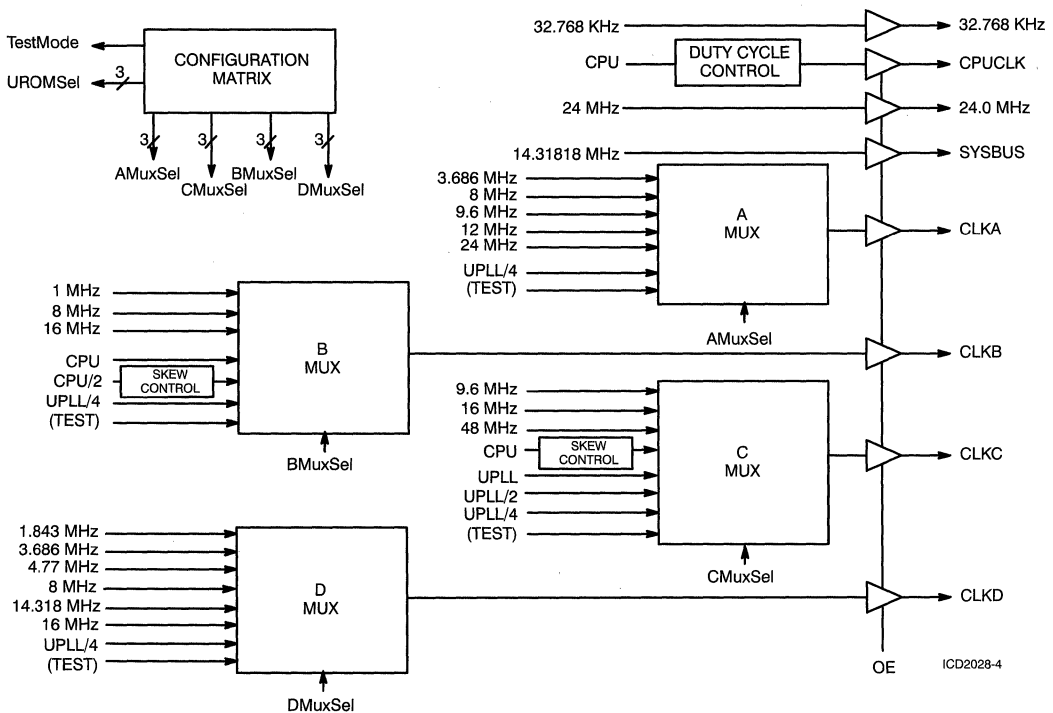 TestMode
UROMSel
3
CONFIGURATION
MATRIX
3
3
3
3
AMuxSel
CMuxSel
BMuxSel
DMuxSel
32.768 KHz
32.768 KHz
CPU
DUTY CYCLE
CONTROL
CPUCLK
24 MHz
24.0 MHz
14.31818 MHz
SYSBUS
3.686 MHz
8 MHz
9.6 MHz
12 MHz
24 MHz
UPLL/4
(TEST)
A
MUX
CLKA
AMuxSel
1 MHz
8 MHz
16 MHz
CPU
CPU/2
SKEW
CONTROL
UPLL/4
(TEST)
B
MUX
CLKB
BMuxSel
9.6 MHz
16 MHz
48 MHz
CPU
SKEW
CONTROL
UPLL
UPLL/2
UPLL/4
(TEST)
C
MUX
CLKC
CMuxSel
1.843 MHz
3.686 MHz
4.77 MHz
8 MHz
14.318 MHz
16 MHz
UPLL/4
(TEST)
D
MUX
CLKD
DMuxSel
OE
ICD2028-4